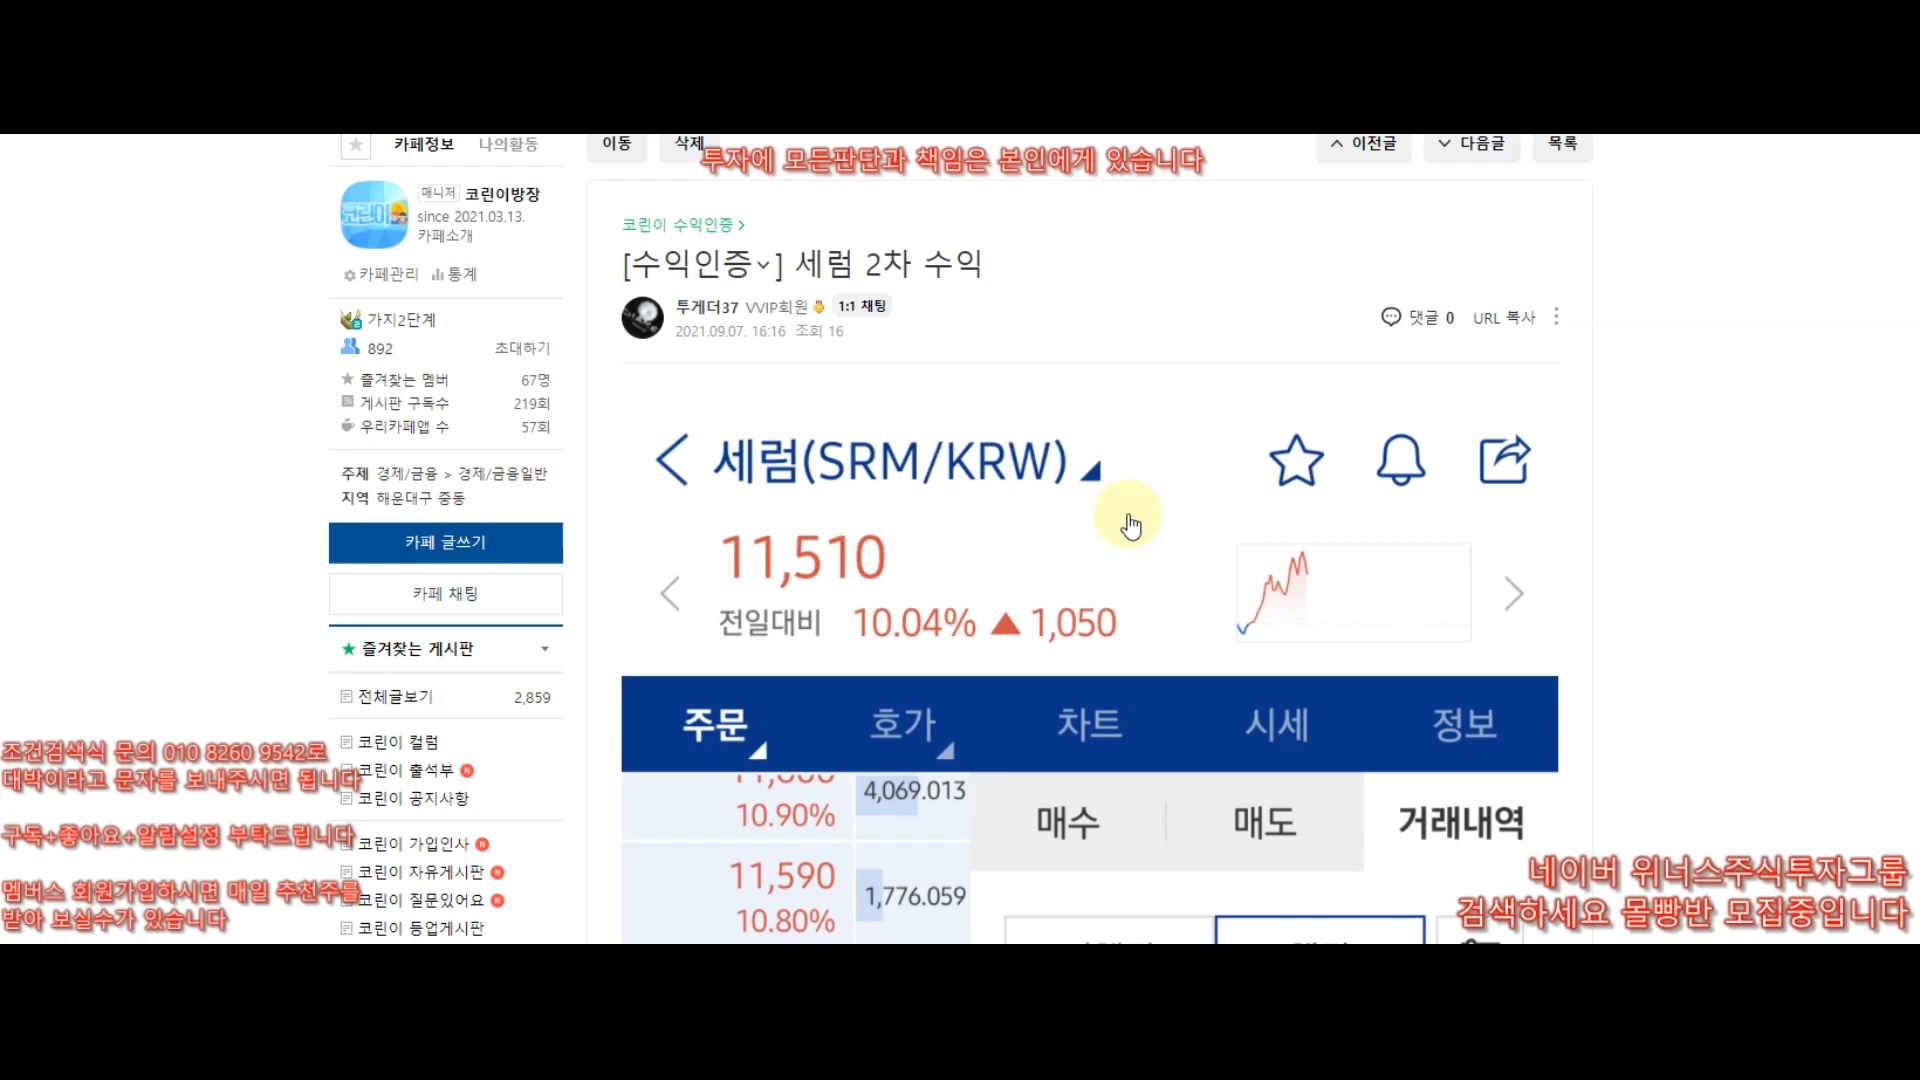 카페정보 나의활동
이동 삭제
투자에 모든판단과 책임은 본인에게 있습니다
이전글 다음글 목록
코린이
매니저 코린이방장
since 2021.03.13.
카페소개
카페관리 통계
가지2단계
892 초대하기
즐겨찾는 멤버 67명
게시판 구독수 219회
우리카페앱 수 57회
주제 경제/금융 > 경제/금융일반
지역 해운대구 중동
카페 글쓰기
카페 채팅
즐겨찾는 게시판
전체글보기 2,859
코린이 컬럼
코린이 출석부 N
코린이 공지사항
코린이 가입인사 N
코린이 자유게시판 N
코린이 질문있어요 N
코린이 등업게시판
코린이 수익인증 >
[수익인증] 세럼 2차 수익
투게더37 VVIP회원 1:1 채팅
2021.09.07. 16:16 조회 16
댓글 0 URL 복사
세럼(SRM/KRW)
11,510
전일대비 10.04% ▲ 1,050
주문 호가 차트 시세 정보
4,069.013
10.90%
매수 매도 거래내역
11,590
1,776.059
10.80%
조건검색식 문의 010 8260 9542로
대박이라고 문자를 보내주시면 됩니다
구독+좋아요+알람설정 부탁드립니다
멤버스 회원가입하시면 매일 추천주를
받아 보실수가 있습니다
네이버 위너스주식투자그룹
검색하세요 몰빵반 모집중입니다